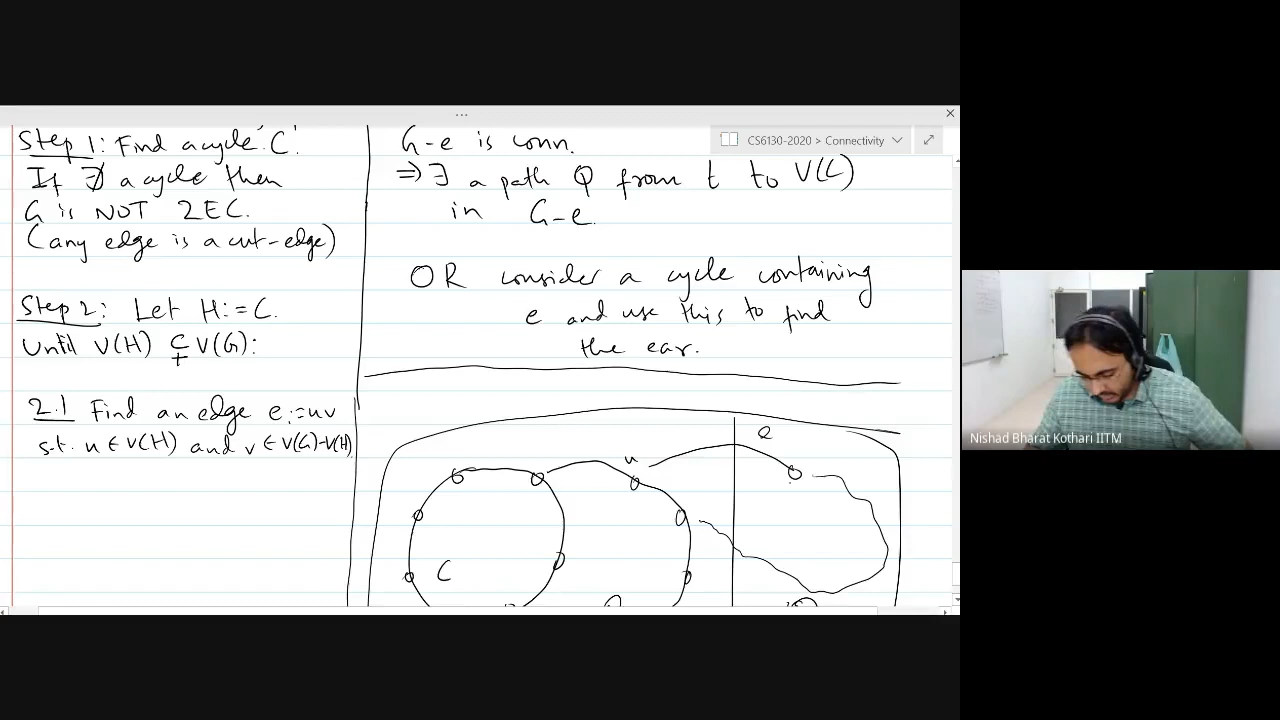 CS6130-2020 > Connectivity
Step 1: Find a cycle 'C'.
If ∄ a cycle then
G is NOT 2EC.
(any edge is a cut-edge)
Step 2: Let H := C.
Until V(H) ⊊ V(G):
2.1 Find an edge e := uv
s.t. u ∈ V(H) and v ∈ V(G)-V(H)
G-e is conn.
⇒ ∃ a path Q from t to V(C)
in G-e.
OR consider a cycle containing
e and use this to find
the ear.
u
e
C
Nishad Bharat Kothari IITM